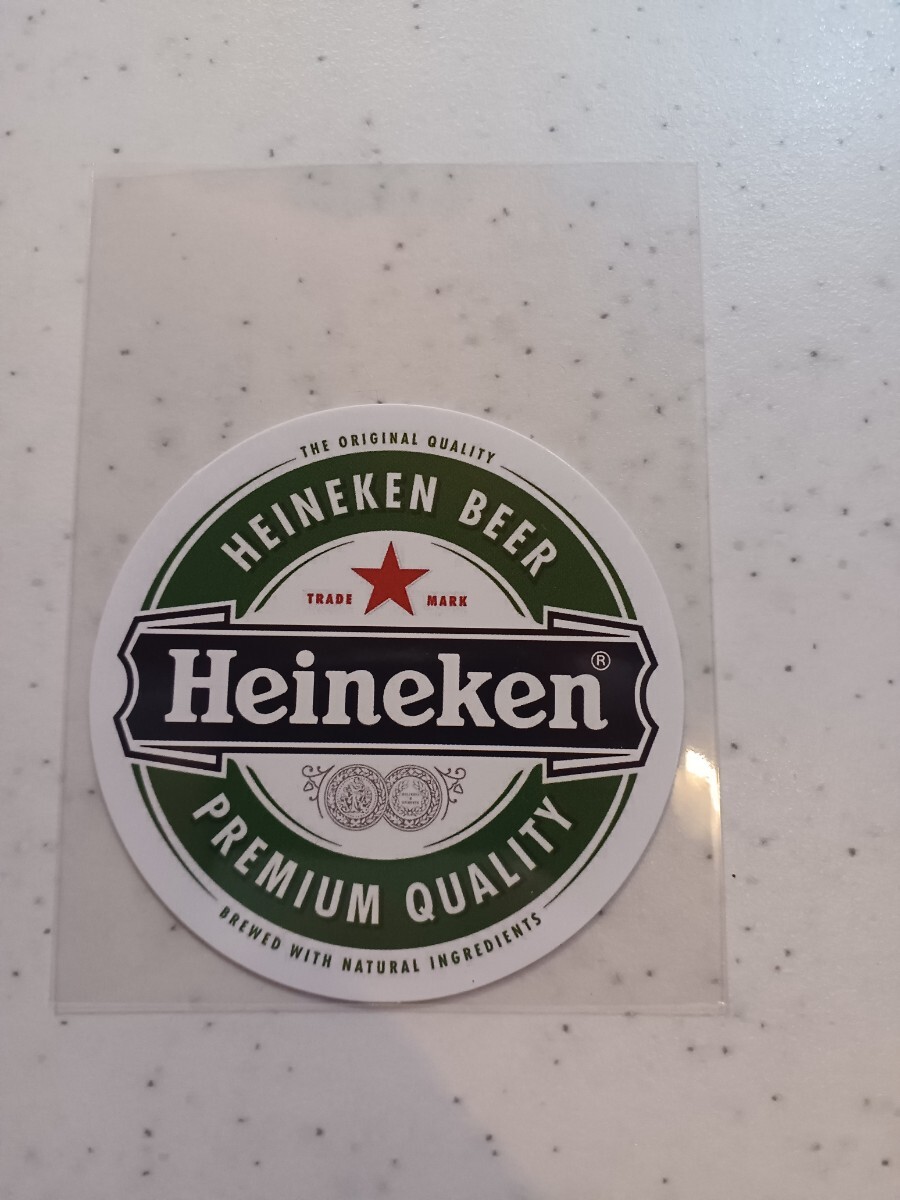 THE ORIGINAL QUALITY
HEINEKEN BEER
TRADE MARK
Heineken®
PREMIUM QUALITY
BREWED WITH NATURAL INGREDIENTS